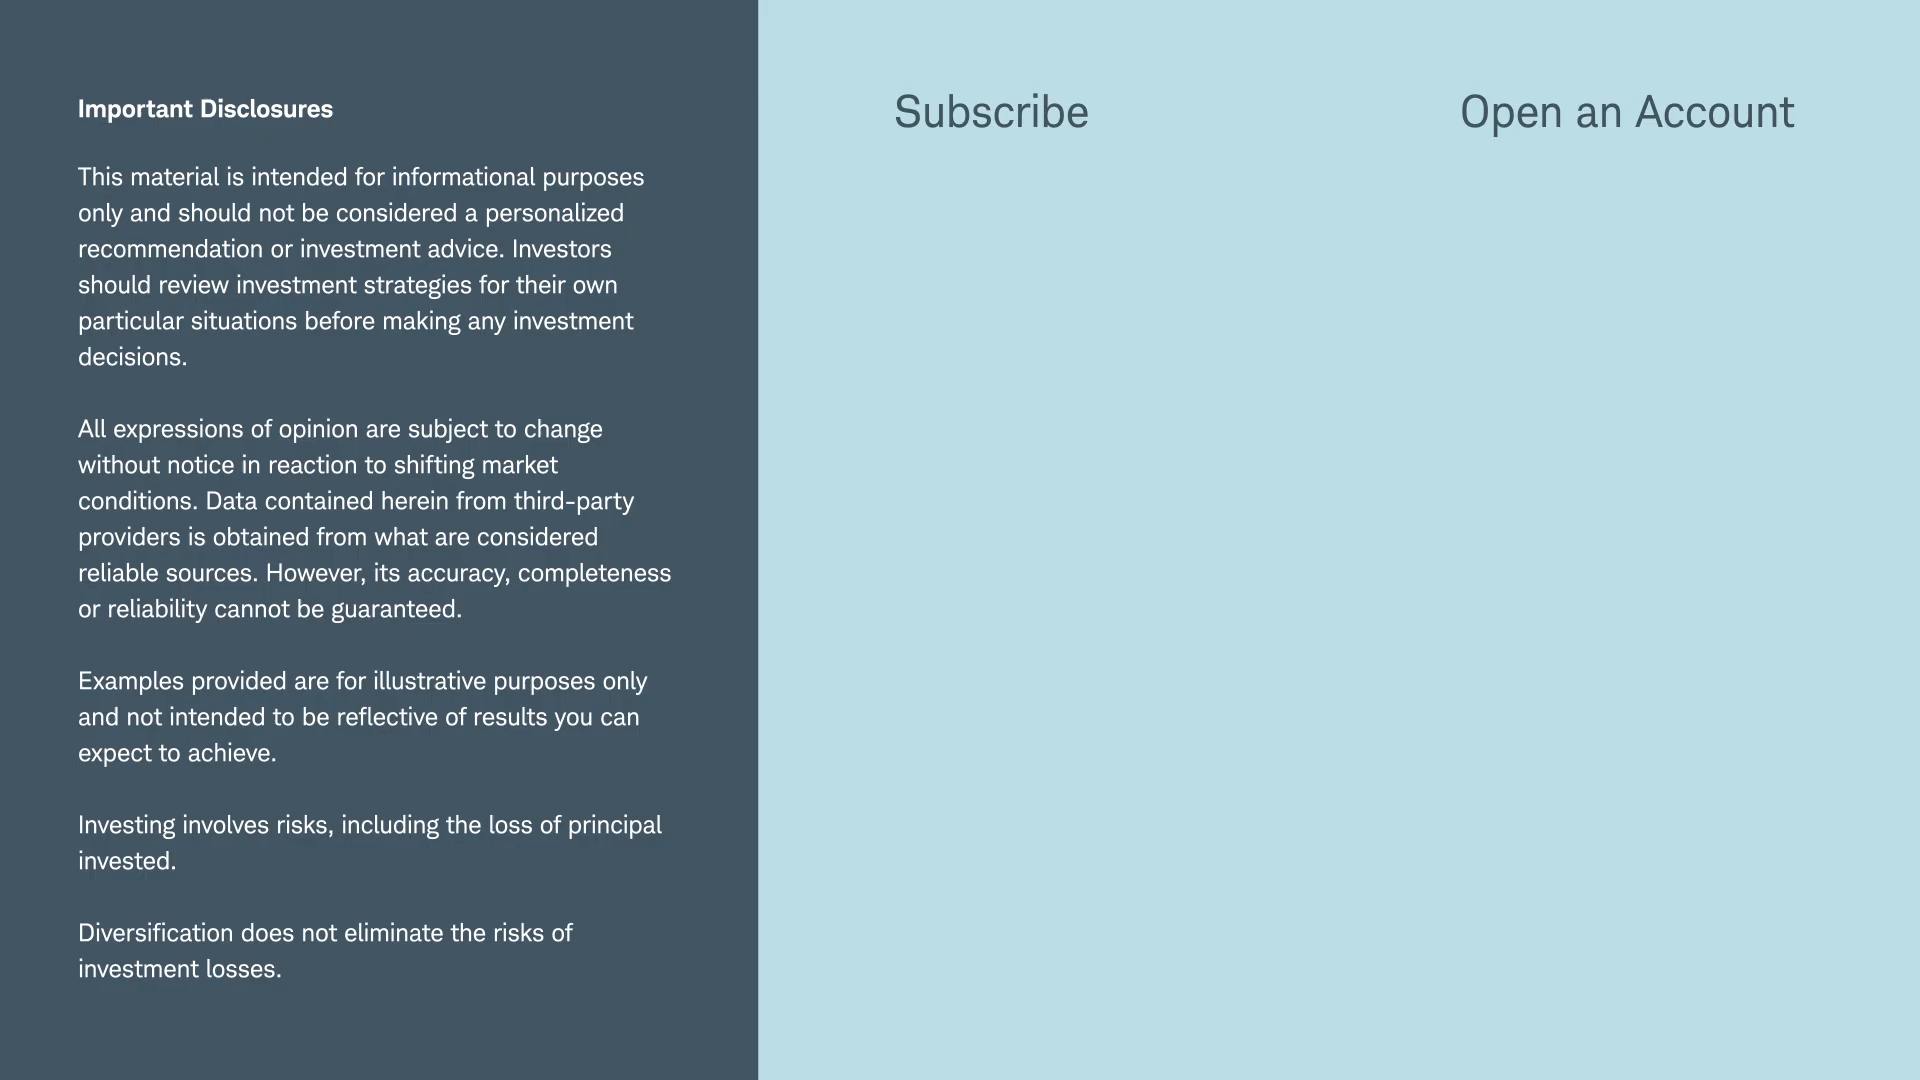 Important Disclosures
This material is intended for informational purposes
only and should not be considered a personalized
recommendation or investment advice. Investors
should review investment strategies for their own
particular situations before making any investment
decisions.
All expressions of opinion are subject to change
without notice in reaction to shifting market
conditions. Data contained herein from third-party
providers is obtained from what are considered
reliable sources. However, its accuracy, completeness
or reliability cannot be guaranteed.
Examples provided are for illustrative purposes only
and not intended to be reflective of results you can
expect to achieve.
Investing involves risks, including the loss of principal
invested.
Diversification does not eliminate the risks of
investment losses.
Subscribe
Open an Account